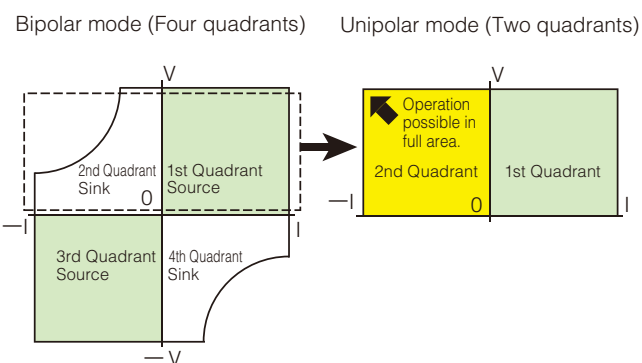 Bipolar mode (Four quadrants)
Unipolar mode (Two quadrants)
V
2nd Quadrant
Sink
1st Quadrant
Source
0
—I
I
3rd Quadrant
Source
4th Quadrant
Sink
— V
V
Operation
possible in
full area.
2nd Quadrant
1st Quadrant
0
—I
I